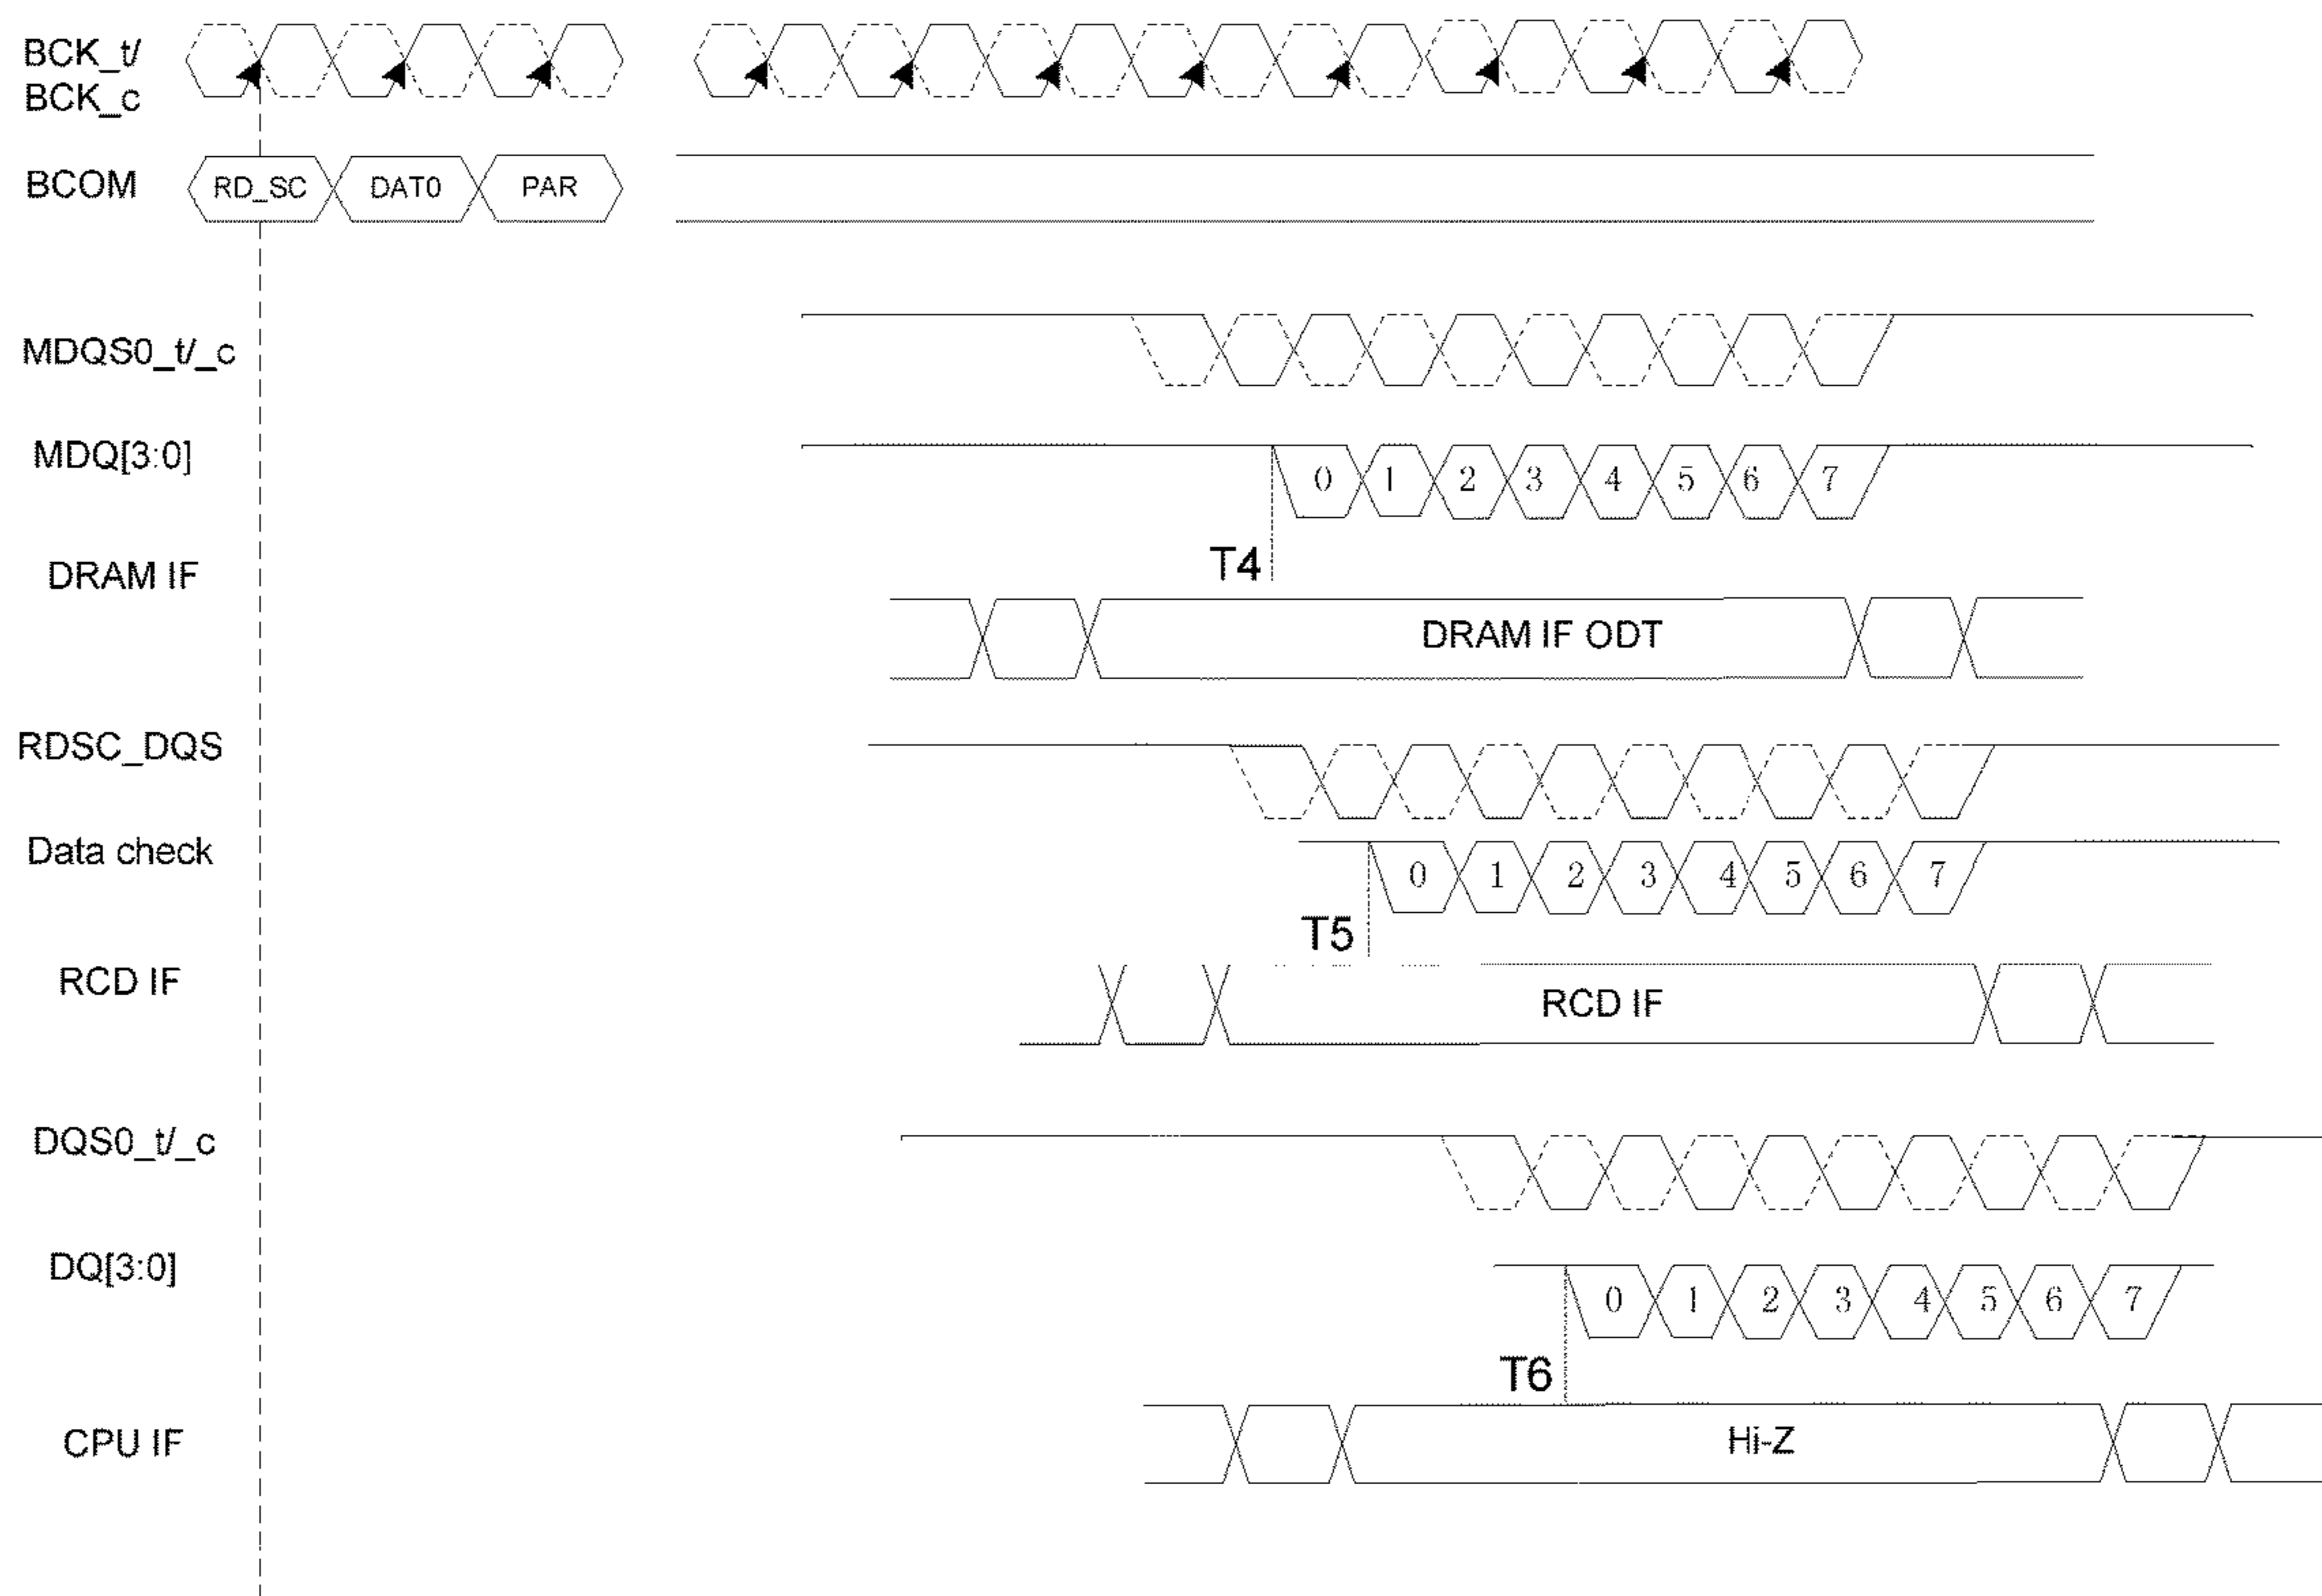 BCK_t/
BCK_c
BCOM RD_SC DAT0 PAR
MDQS0_t/_c
MDQ[3:0] 0 1 2 3 4 5 6 7
T4
DRAM IF
DRAM IF ODT
RDSC_DQS
Data check 0 1 2 3 4 5 6 7
T5
RCD IF
RCD IF
DQS0_t/_c
DQ[3:0] 0 1 2 3 4 5 6 7
T6
CPU IF Hi-Z